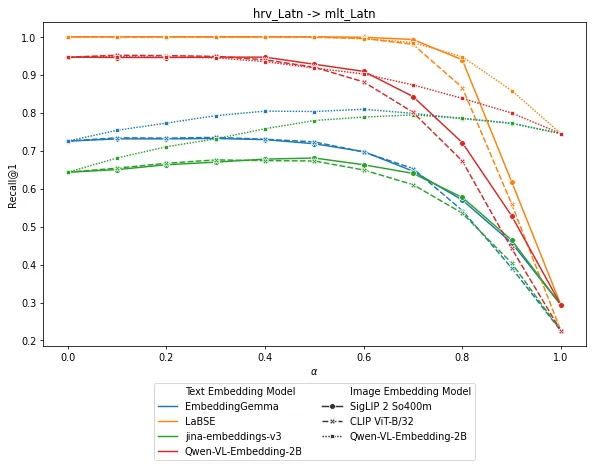 hrv_Latn -> mlt_Latn
1.0
0.9
0.8
0.7
0.6
0.5
0.4
0.3
0.2
Recall@1
0.0 0.2 0.4 0.6 0.8 1.0
α
Text Embedding Model
EmbeddingGemma
LaBSE
jina-embeddings-v3
Qwen-VL-Embedding-2B
Image Embedding Model
SigLIP 2 So400m
CLIP ViT-B/32
Qwen-VL-Embedding-2B